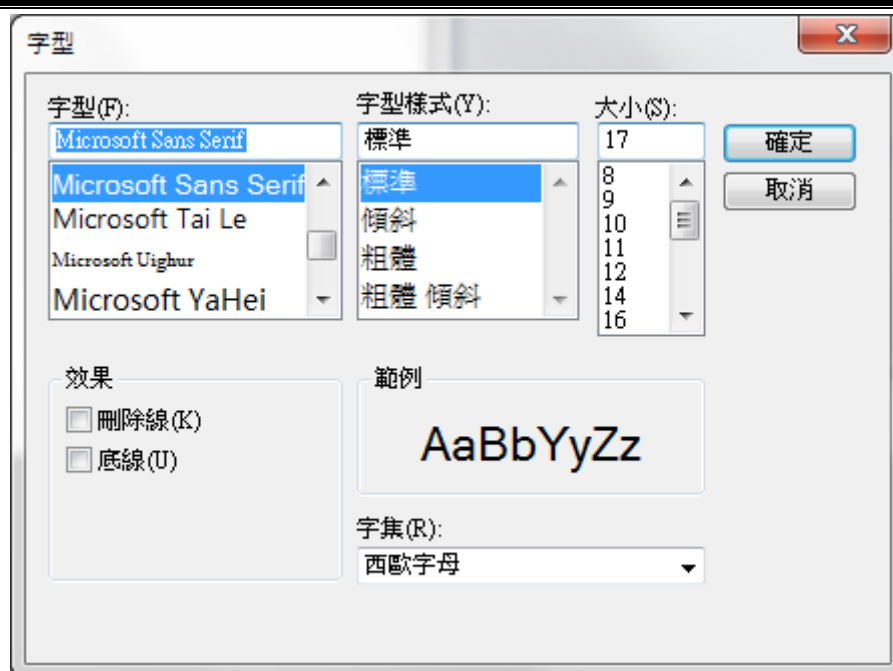 字型
字型(F):
Microsoft Sans Serif
Microsoft Sans Serif
Microsoft Tai Le
Microsoft Uighur
Microsoft YaHei
字型樣式(Y):
標準
標準
傾斜
粗體
粗體 傾斜
大小(S):
17
8
9
10
11
12
14
16
確定
取消
效果
刪除線(K)
底線(U)
範例
AaBbYyZz
字集(R):
西歐字母